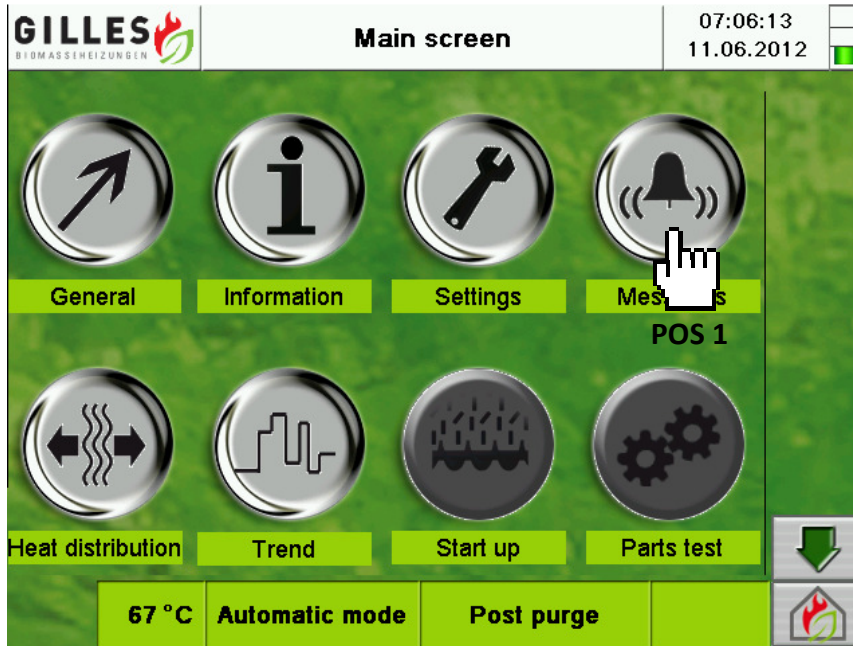 GILLES
BIOMASSEHEIZUNGEN
Main screen
07:06:13
11.06.2012
General
Information
Settings
Mes s
POS 1
Heat distribution
Trend
Start up
Parts test
67 °C
Automatic mode
Post purge